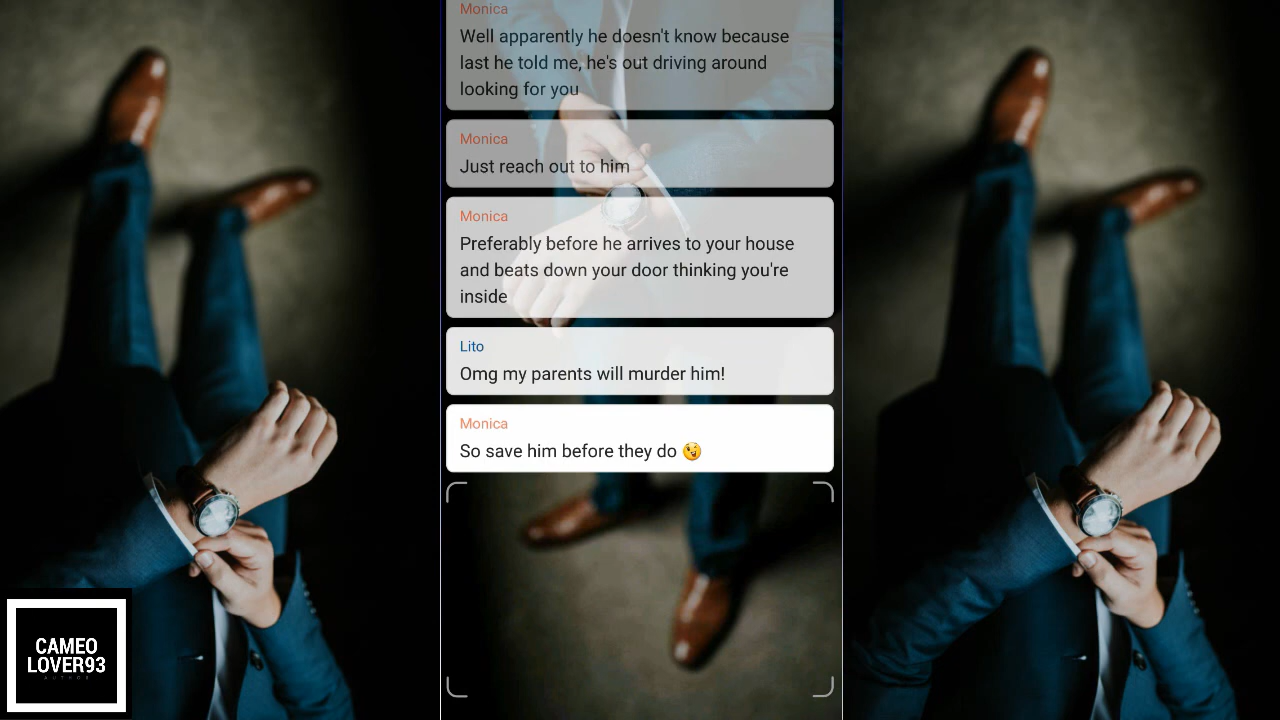 Monica
Well apparently he doesn't know because
last he told me, he's out driving around
looking for you
Monica
Just reach out to him
Monica
Preferably before he arrives to your house
and beats down your door thinking you're
inside
Lito
Omg my parents will murder him!
Monica
So save him before they do 😉
CAMEO
LOVER93
AUTHOR